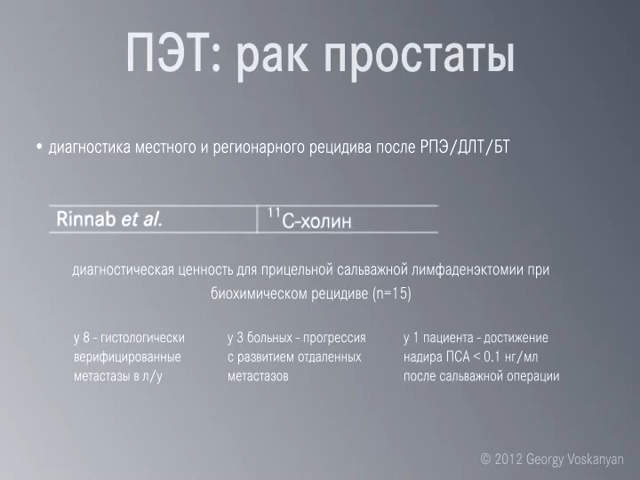 ПЭТ: рак простаты
• диагностика местного и регионарного рецидива после РПЭ/ДЛТ/БТ
Rinnab et al. ¹¹С-холин
диагностическая ценность для прицельной сальважной лимфаденэктомии при
биохимическом рецидиве (n=15)
у 8 - гистологически
верифицированные
метастазы в л/у
у 3 больных - прогрессия
с развитием отдаленных
метастазов
у 1 пациента - достижение
надира ПСА < 0.1 нг/мл
после сальважной операции
© 2012 Georgy Voskanyan